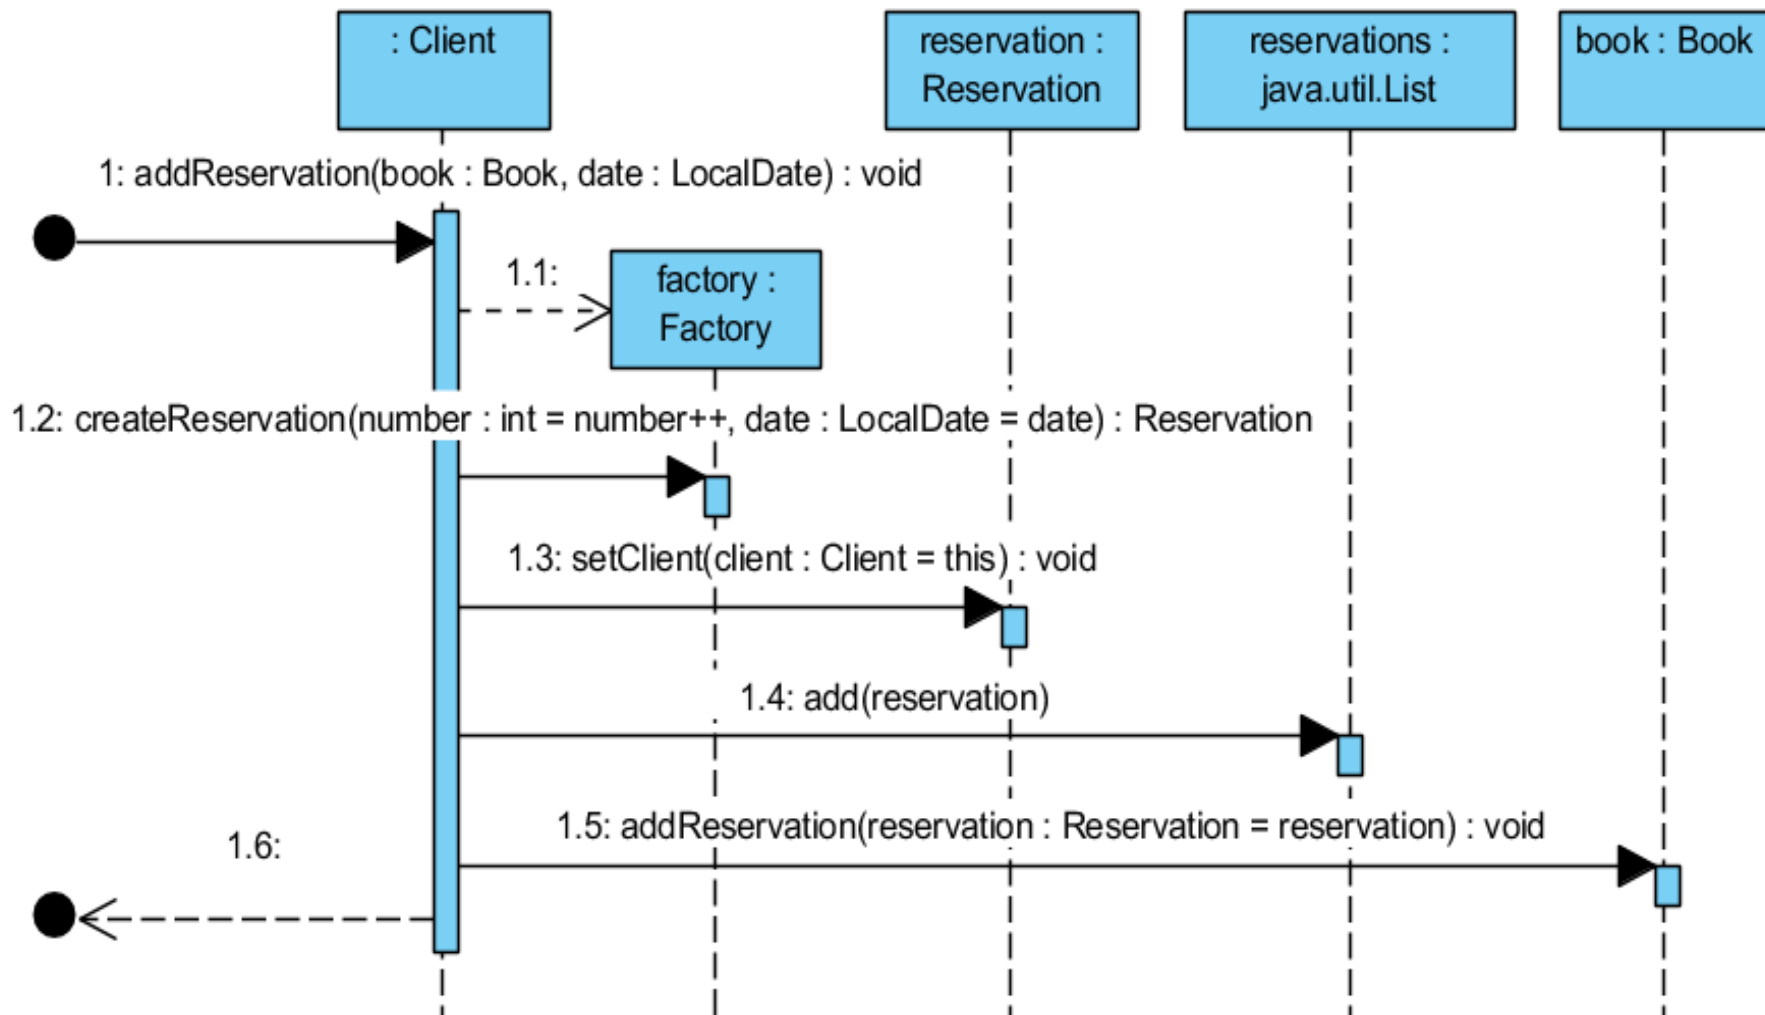 : Client
reservation :
Reservation
reservations :
java.util.List
book : Book
1: addReservation(book : Book, date : LocalDate) : void
1.1:
factory :
Factory
1.2: createReservation(number : int = number++, date : LocalDate = date) : Reservation
1.3: setClient(client : Client = this) : void
1.4: add(reservation)
1.5: addReservation(reservation : Reservation = reservation) : void
1.6: